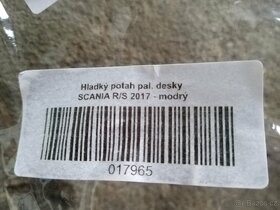 Hladký potah pal. desky
SCANIA R/S 2017 - modrý
017965